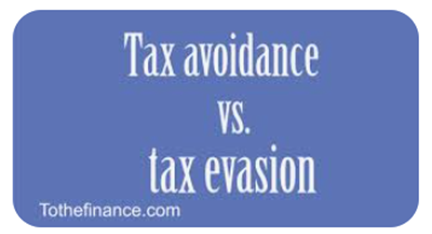 Tax avoidance
vs.
tax evasion
Tothefinance.com